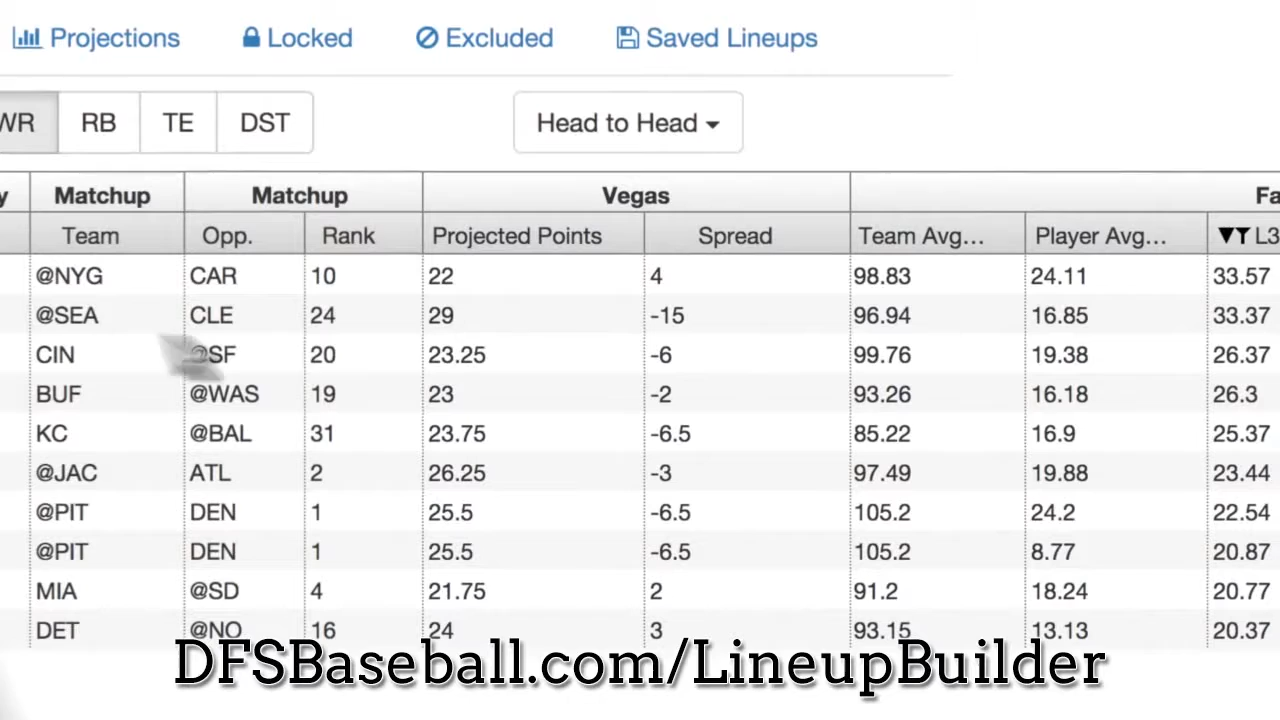 Projections Locked Excluded Saved Lineups
WR RB TE DST Head to Head
y Matchup Matchup Vegas Fa
Team Opp. Rank Projected Points Spread Team Avg... Player Avg... L3
@NYG CAR 10 22 4 98.83 24.11 33.57
@SEA CLE 24 29 -15 96.94 16.85 33.37
CIN @SF 20 23.25 -6 99.76 19.38 26.37
BUF @WAS 19 23 -2 93.26 16.18 26.3
KC @BAL 31 23.75 -6.5 85.22 16.9 25.37
@JAC ATL 2 26.25 -3 97.49 19.88 23.44
@PIT DEN 1 25.5 -6.5 105.2 24.2 22.54
@PIT DEN 1 25.5 -6.5 105.2 8.77 20.87
MIA @SD 4 21.75 2 91.2 18.24 20.77
DET @NO 16 24 3 93.15 13.13 20.37
DFSBaseball.com/LineupBuilder